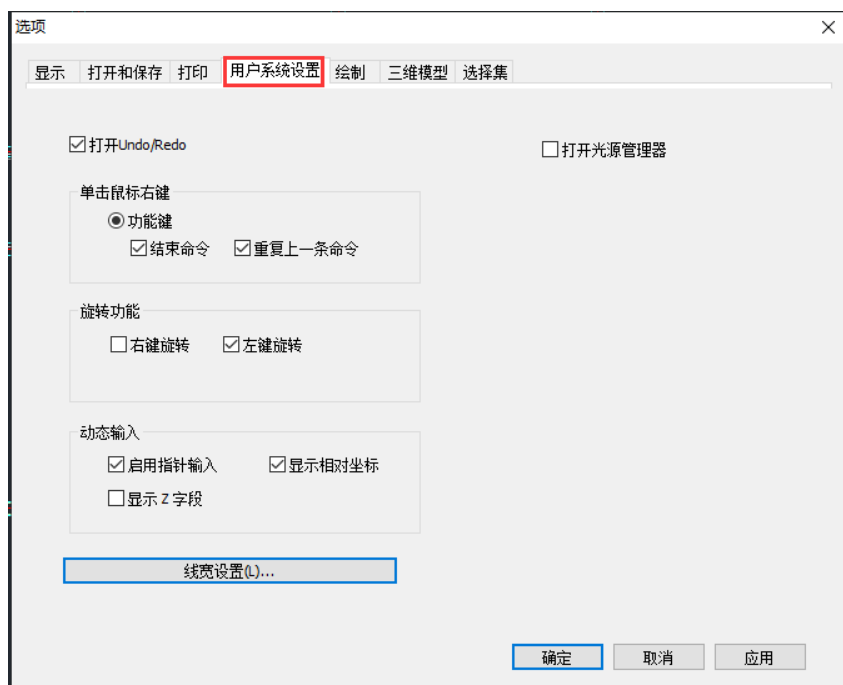 选项
显示 打开和保存 打印 用户系统设置 绘制 三维模型 选择集
打开Undo/Redo
打开光源管理器
单击鼠标右键
功能键
结束命令 重复上一条命令
旋转功能
右键旋转 左键旋转
动态输入
启用指针输入 显示相对坐标
显示 Z 字段
线宽设置(L)...
确定 取消 应用